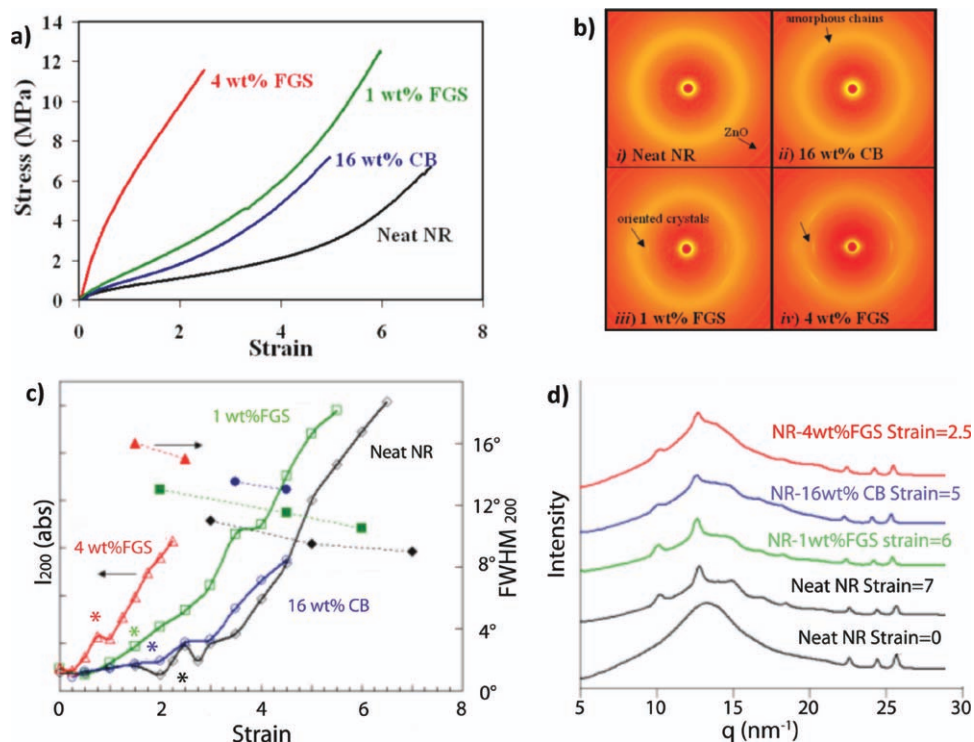 a)
14
12
10
8
6
4
2
0
Stress (MPa)
4 wt% FGS
1 wt% FGS
16 wt% CB
Neat NR
0 2 4 6 8
Strain
b)
amorphous chains
ZnO
i) Neat NR
ii) 16 wt% CB
oriented crystals
iii) 1 wt% FGS
iv) 4 wt% FGS
c)
I200 (abs)
1 wt%FGS
Neat NR
4 wt%FGS
*
*
*
*
16 wt% CB
16°
12°
8°
4°
0°
FWHM 200
0 2 4 6 8
Strain
d)
Intensity
NR-4wt%FGS Strain=2.5
NR-16wt% CB Strain=5
NR-1wt%FGS strain=6
Neat NR Strain=7
Neat NR Strain=0
5 10 15 20 25 30
q (nm⁻¹)